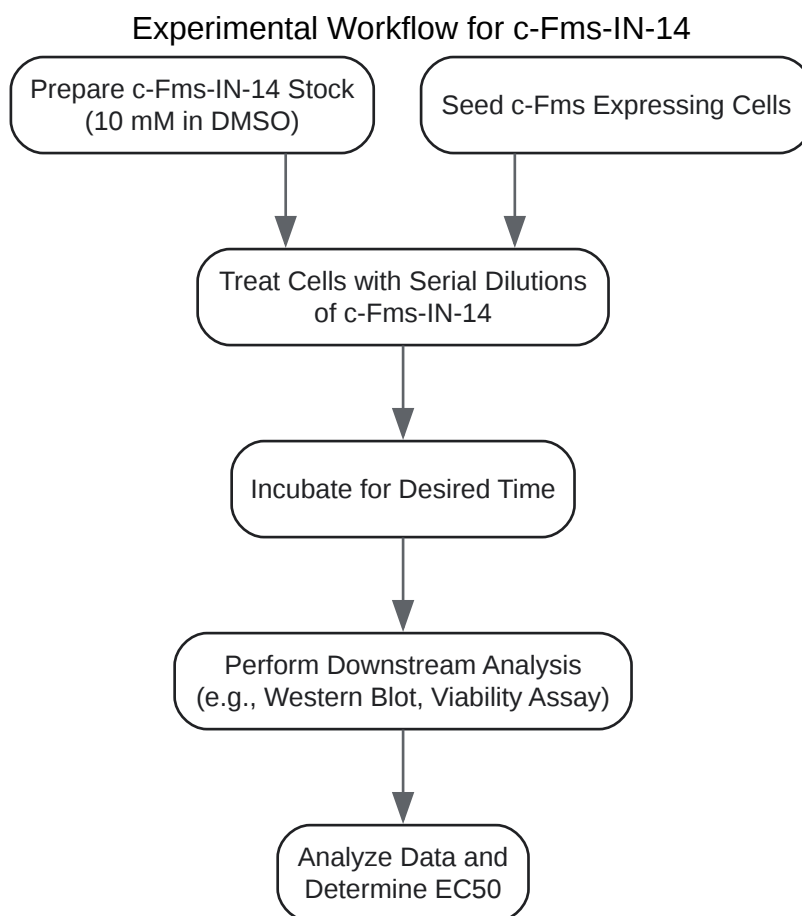 Experimental Workflow for c-Fms-IN-14
Prepare c-Fms-IN-14 Stock
(10 mM in DMSO)
Seed c-Fms Expressing Cells
Treat Cells with Serial Dilutions
of c-Fms-IN-14
Incubate for Desired Time
Perform Downstream Analysis
(e.g., Western Blot, Viability Assay)
Analyze Data and
Determine EC50